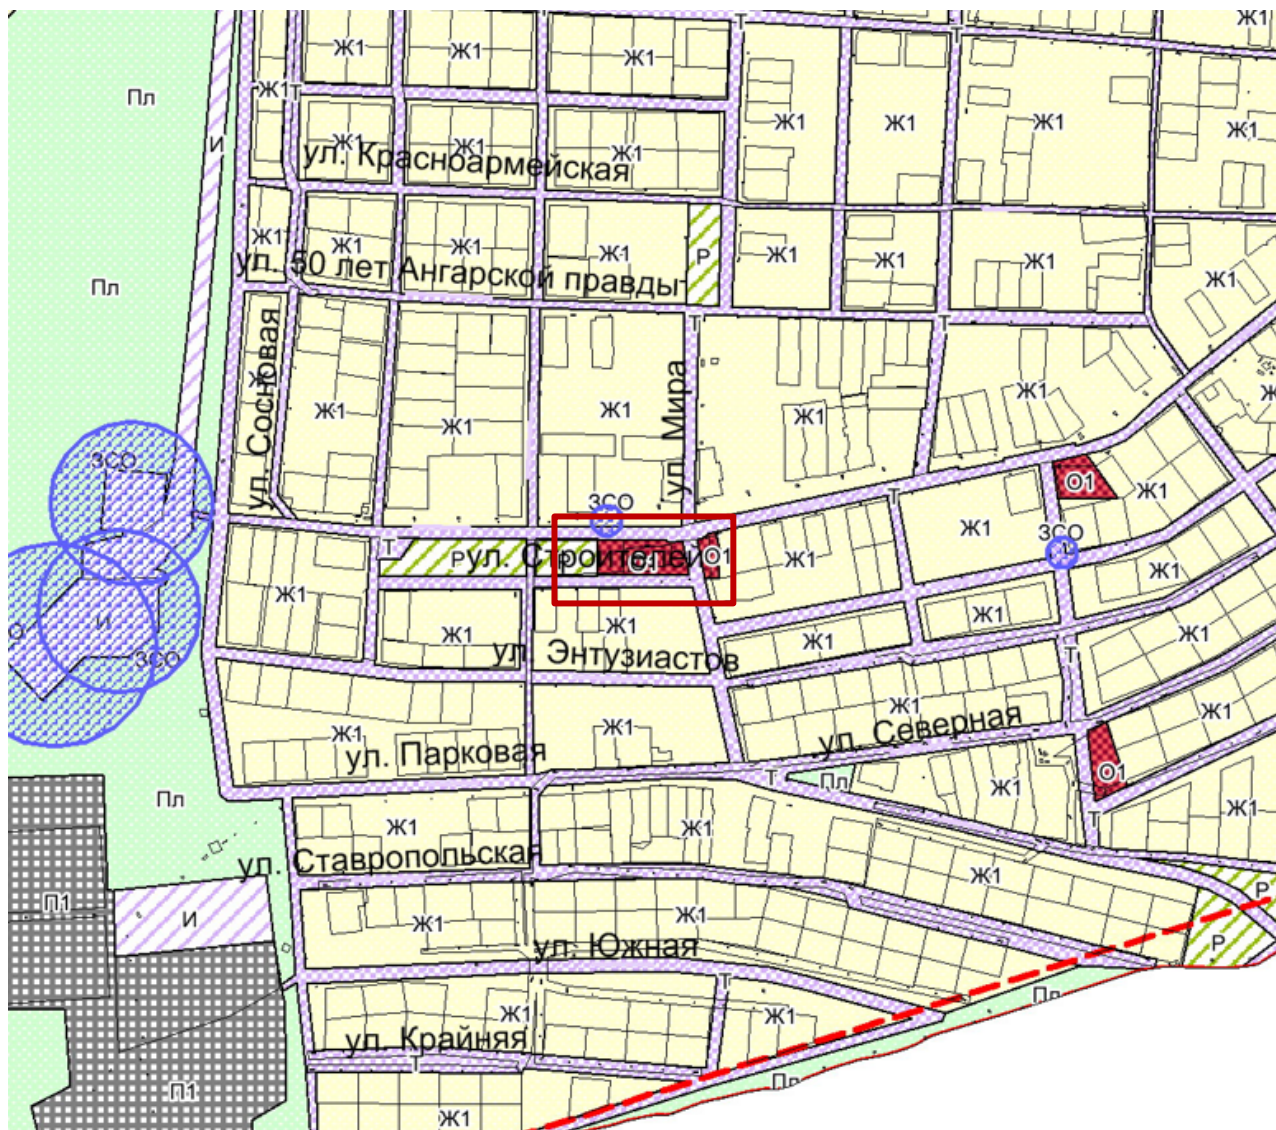 Ж1
Ж1
Ж1
Ж1
Т
Т
Ж1
Т
Пл
И
Ж1
Ж1
Ж1
Ж1
Ж1
Ж1
Ж1
ул. Красноармейская
Ж1
Ж1
Ж1
Ж1
Р
Ж1
Ж1
Ж1
Ж1
ул. 50 лет Ангарской правды
Пл
Т
Т
ул. Сосновая
Ж1
Ж1
Ж1
Ж1
ул. Мира
Ж1
Ж1
ЗСО
О1
Ж1
ЗСО
Т
Ж1
ЗСО
Т
Р
ул. Строителей
О1
О1
Ж1
Ж1
Ж1
И
ЗСО
Ж1
Ж1
Ж1
Ж1
Ж1
ул. Энтузиастов
Т
Ж1
ул. Парковая
Ж1
Ж1
ул. Северная
Ж1
О1
Пл
Т
Пл
Ж1
Ж1
Т
Ж1
Ж1
ул. Ставропольская
Ж1
П1
И
Ж1
Ж1
Р
Р
ул. Южная
Т
Пл
Ж1
Ж1
ул. Крайняя
Т
П1
Пл
Ж1